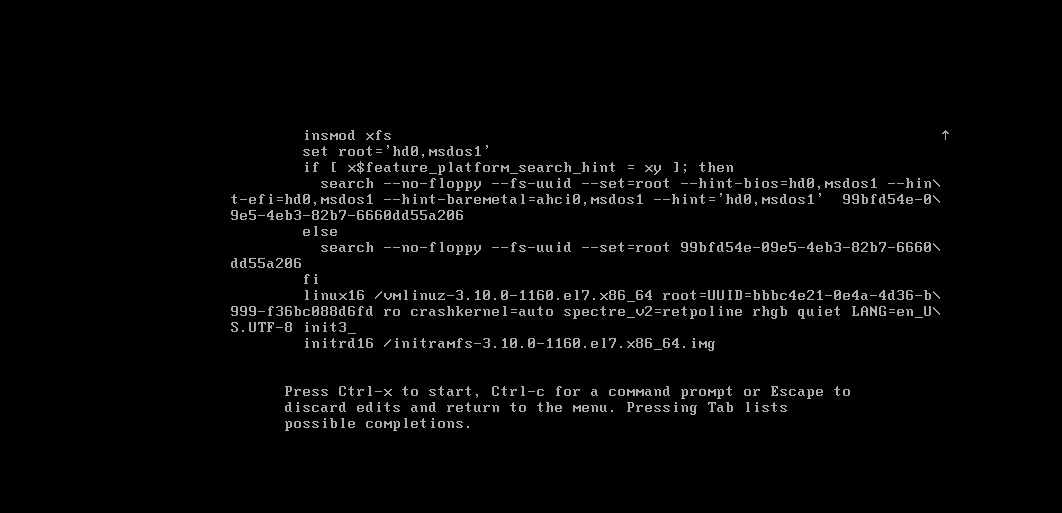 insmod xfs ↑
set root='hd0,msdos1'
if [ x$feature_platform_search_hint = xy ]; then
search --no-floppy --fs-uuid --set=root --hint-bios=hd0,msdos1 --hin\
t-efi=hd0,msdos1 --hint-baremetal=ahci0,msdos1 --hint='hd0,msdos1'  99bfd54e-0\
9e5-4eb3-82b7-6660dd55a206
else
search --no-floppy --fs-uuid --set=root 99bfd54e-09e5-4eb3-82b7-6660\
dd55a206
fi
linux16 /vmlinuz-3.10.0-1160.el7.x86_64 root=UUID=bbbc4e21-0e4a-4d36-b\
999-f36bc088d6fd ro crashkernel=auto spectre_v2=retpoline rhgb quiet LANG=en_U\
S.UTF-8 init3_
initrd16 /initramfs-3.10.0-1160.el7.x86_64.img
Press Ctrl-x to start, Ctrl-c for a command prompt or Escape to
discard edits and return to the menu. Pressing Tab lists
possible completions.